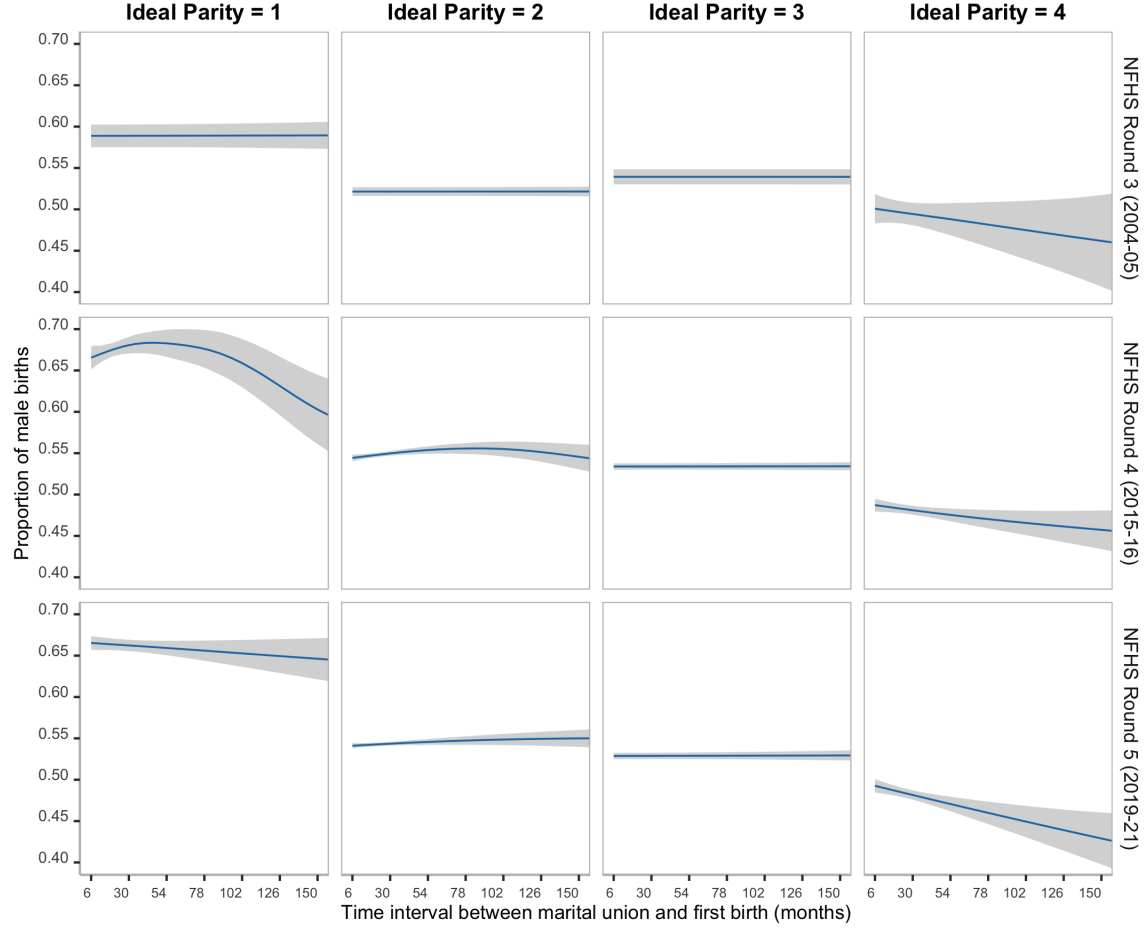 Ideal Parity = 1
Ideal Parity = 2
Ideal Parity = 3
Ideal Parity = 4
0.70
0.65
0.60
0.55
0.50
0.45
0.40
NFHS Round 3 (2004-05)
0.70
0.65
0.60
0.55
0.50
0.45
0.40
NFHS Round 4 (2015-16)
0.70
0.65
0.60
0.55
0.50
0.45
0.40
NFHS Round 5 (2019-21)
Proportion of male births
6 30 54 78 102 126 150
6 30 54 78 102 126 150
6 30 54 78 102 126 150
6 30 54 78 102 126 150
Time interval between marital union and first birth (months)